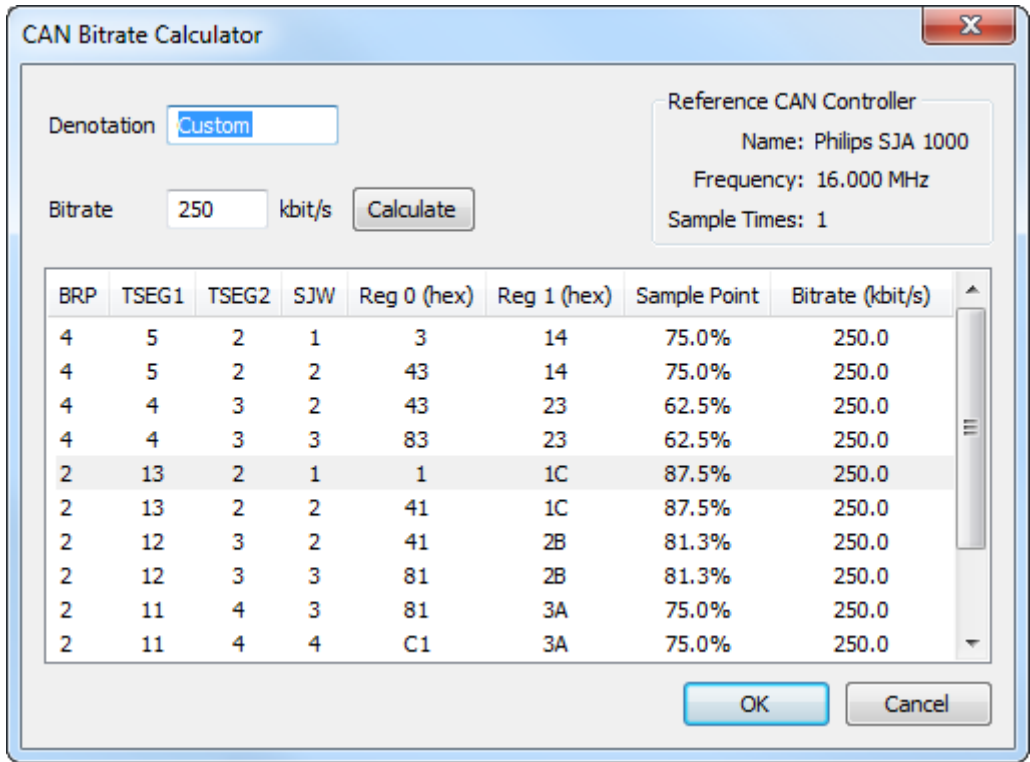 CAN Bitrate Calculator
Denotation Custom
Bitrate 250 kbit/s Calculate
Reference CAN Controller
Name: Philips SJA 1000
Frequency: 16.000 MHz
Sample Times: 1
BRP TSEG1 TSEG2 SJW Reg 0 (hex) Reg 1 (hex) Sample Point Bitrate (kbit/s)
4 5 2 1 3 14 75.0% 250.0
4 5 2 2 43 14 75.0% 250.0
4 4 3 2 43 23 62.5% 250.0
4 4 3 3 83 23 62.5% 250.0
2 13 2 1 1 1C 87.5% 250.0
2 13 2 2 41 1C 87.5% 250.0
2 12 3 2 41 2B 81.3% 250.0
2 12 3 3 81 2B 81.3% 250.0
2 11 4 3 81 3A 75.0% 250.0
2 11 4 4 C1 3A 75.0% 250.0
OK Cancel